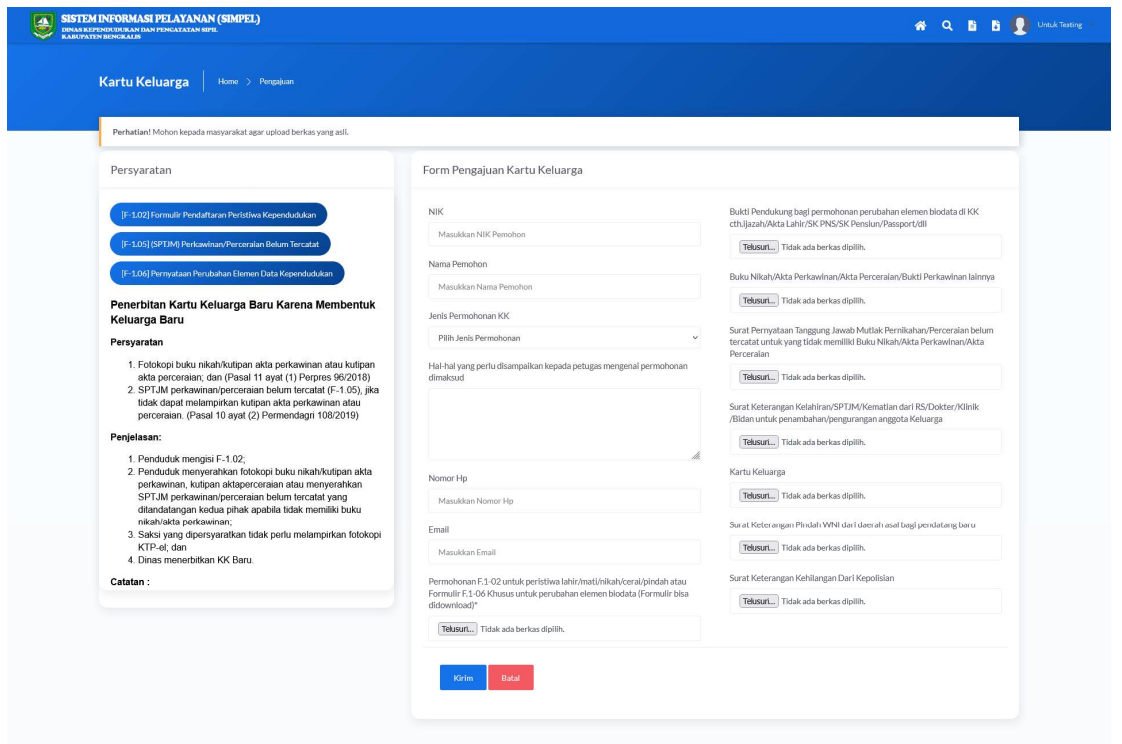 SISTEM INFORMASI PELAYANAN (SIMPEL)
DINAS KEPENDUDUKAN DAN PENCATATAN SIPIL
KABUPATEN BENGKALIS
Untuk Testing
Kartu Keluarga
Home > Pengajuan
Perhatian! Mohon kepada masyarakat agar upload berkas yang asli.
Persyaratan
[F-1.02] Formulir Pendaftaran Peristiwa Kependudukan
[F-1.05] (SPTJM) Perkawinan/Perceraian Belum Tercatat
[F-1.06] Pernyataan Perubahan Elemen Data Kependudukan
Penerbitan Kartu Keluarga Baru Karena Membentuk
Keluarga Baru
Persyaratan
1. Fotokopi buku nikah/kutipan akta perkawinan atau kutipan
akta perceraian; dan (Pasal 11 ayat (1) Perpres 96/2018)
2. SPTJM perkawinan/perceraian belum tercatat (F-1.05), jika
tidak dapat melampirkan kutipan akta perkawinan atau
perceraian. (Pasal 10 ayat (2) Permendagri 108/2019)
Penjelasan:
1. Penduduk mengisi F-1.02;
2. Penduduk menyerahkan fotokopi buku nikah/kutipan akta
perkawinan, kutipan aktaperceraian atau menyerahkan
SPTJM perkawinan/perceraian belum tercatat yang
ditandatangan kedua pihak apabila tidak memiliki buku
nikah/akta perkawinan;
3. Saksi yang dipersyaratkan tidak perlu melampirkan fotokopi
KTP-el; dan
4. Dinas menerbitkan KK Baru.
Catatan :
Form Pengajuan Kartu Keluarga
NIK
Masukkan NIK Pemohon
Nama Pemohon
Masukkan Nama Pemohon
Jenis Permohonan KK
Pilih Jenis Permohonan
Hal-hal yang perlu disampaikan kepada petugas mengenai permohonan
dimaksud
Nomor Hp
Masukkan Nomor Hp
Email
Masukkan Email
Permohonan F.1-02 untuk peristiwa lahir/mati/nikah/cerai/pindah atau
Formulir F.1-06 Khusus untuk perubahan elemen biodata (Formulir bisa
didownload)*
Telusuri... Tidak ada berkas dipilih.
Bukti Pendukung bagi permohonan perubahan elemen biodata di KK
cth.ijazah/Akta Lahir/SK PNS/SK Pensiun/Passport/dll
Telusuri... Tidak ada berkas dipilih.
Buku Nikah/Akta Perkawinan/Akta Perceraian/Bukti Perkawinan lainnya
Telusuri... Tidak ada berkas dipilih.
Surat Pernyataan Tanggung Jawab Mutlak Pernikahan/Perceraian belum
tercatat untuk yang tidak memiliki Buku Nikah/Akta Perkawinan/Akta
Perceraian
Telusuri... Tidak ada berkas dipilih.
Surat Keterangan Kelahiran/SPTJM/Kematian dari RS/Dokter/Klinik
/Bidan untuk penambahan/pengurangan anggota Keluarga
Telusuri... Tidak ada berkas dipilih.
Kartu Keluarga
Telusuri... Tidak ada berkas dipilih.
Surat Keterangan Pindah WNI dari daerah asal bagi pendatang baru
Telusuri... Tidak ada berkas dipilih.
Surat Keterangan Kehilangan Dari Kepolisian
Telusuri... Tidak ada berkas dipilih.
Kirim
Batal